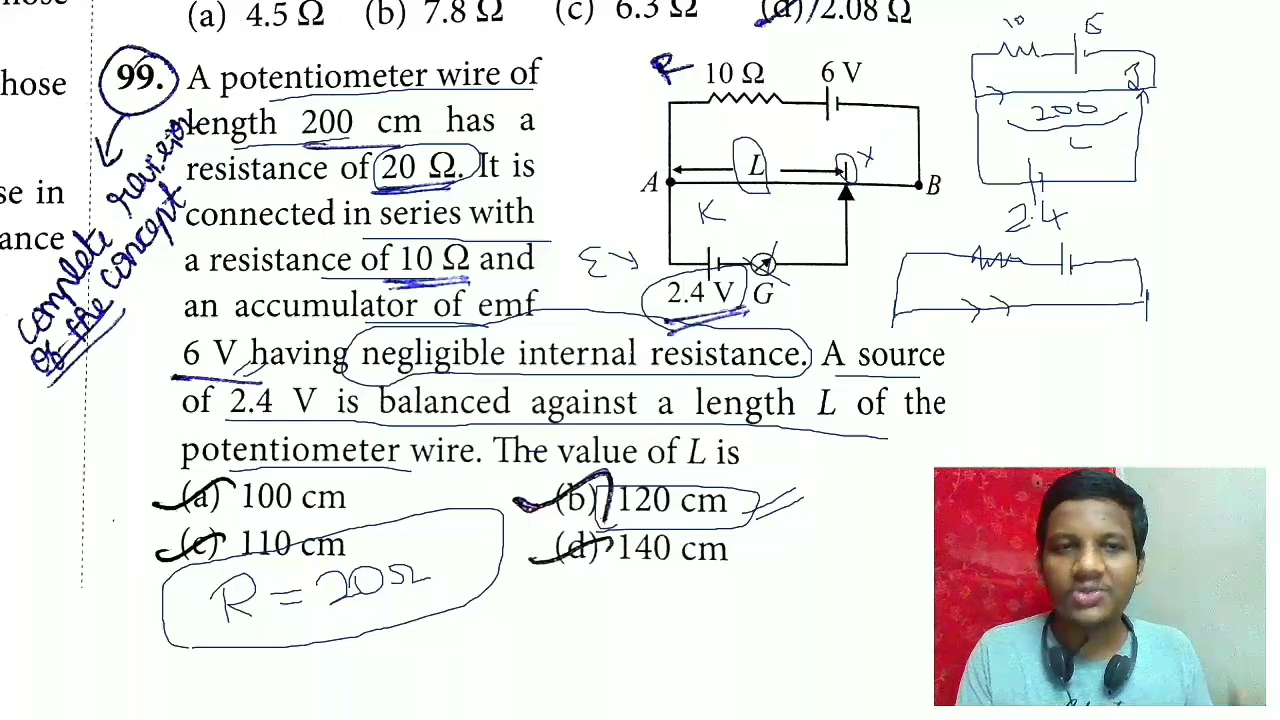 hose
(a) 4.5 Ω (b) 7.8 Ω (c) 6.3 Ω (d) 2.08 Ω
hose
se in
ance
99. A potentiometer wire of
length 200 cm has a
resistance of 20 Ω. It is
connected in series with
a resistance of 10 Ω and
an accumulator of emf
6 V having negligible internal resistance. A source
of 2.4 V is balanced against a length L of the
potentiometer wire. The value of L is
(a) 100 cm (b) 120 cm
(c) 110 cm (d) 140 cm
R = 20Ω
complete revision
of the concept
R 10 Ω 6 V
L
A B
K
2.4 V G
10
200
L
2.4